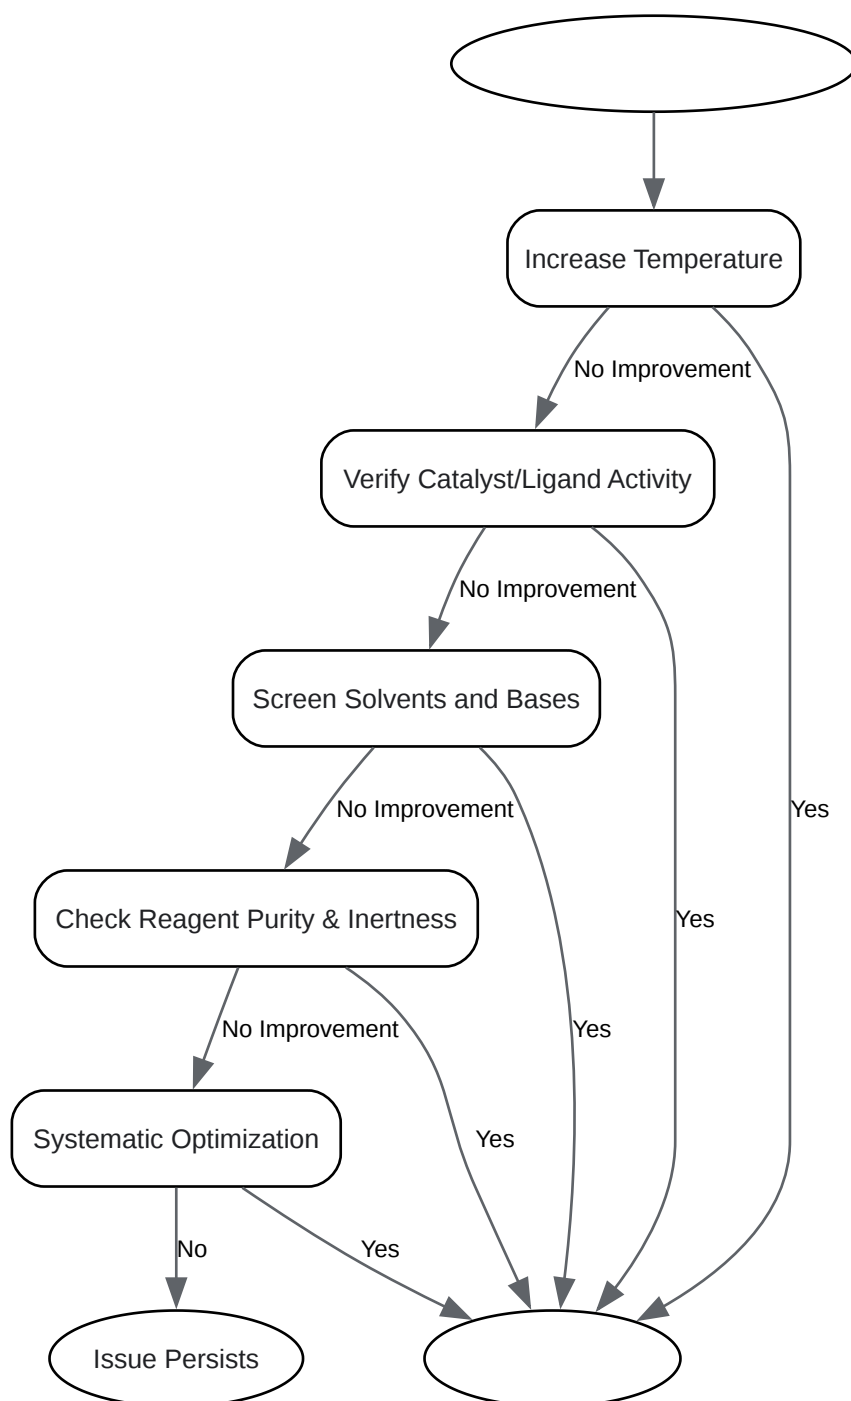 Increase Temperature
No Improvement
Verify Catalyst/Ligand Activity
No Improvement
Screen Solvents and Bases
No Improvement
Yes
Check Reagent Purity & Inertness
Yes
No Improvement
Yes
Systematic Optimization
Yes
No
Yes
Issue Persists